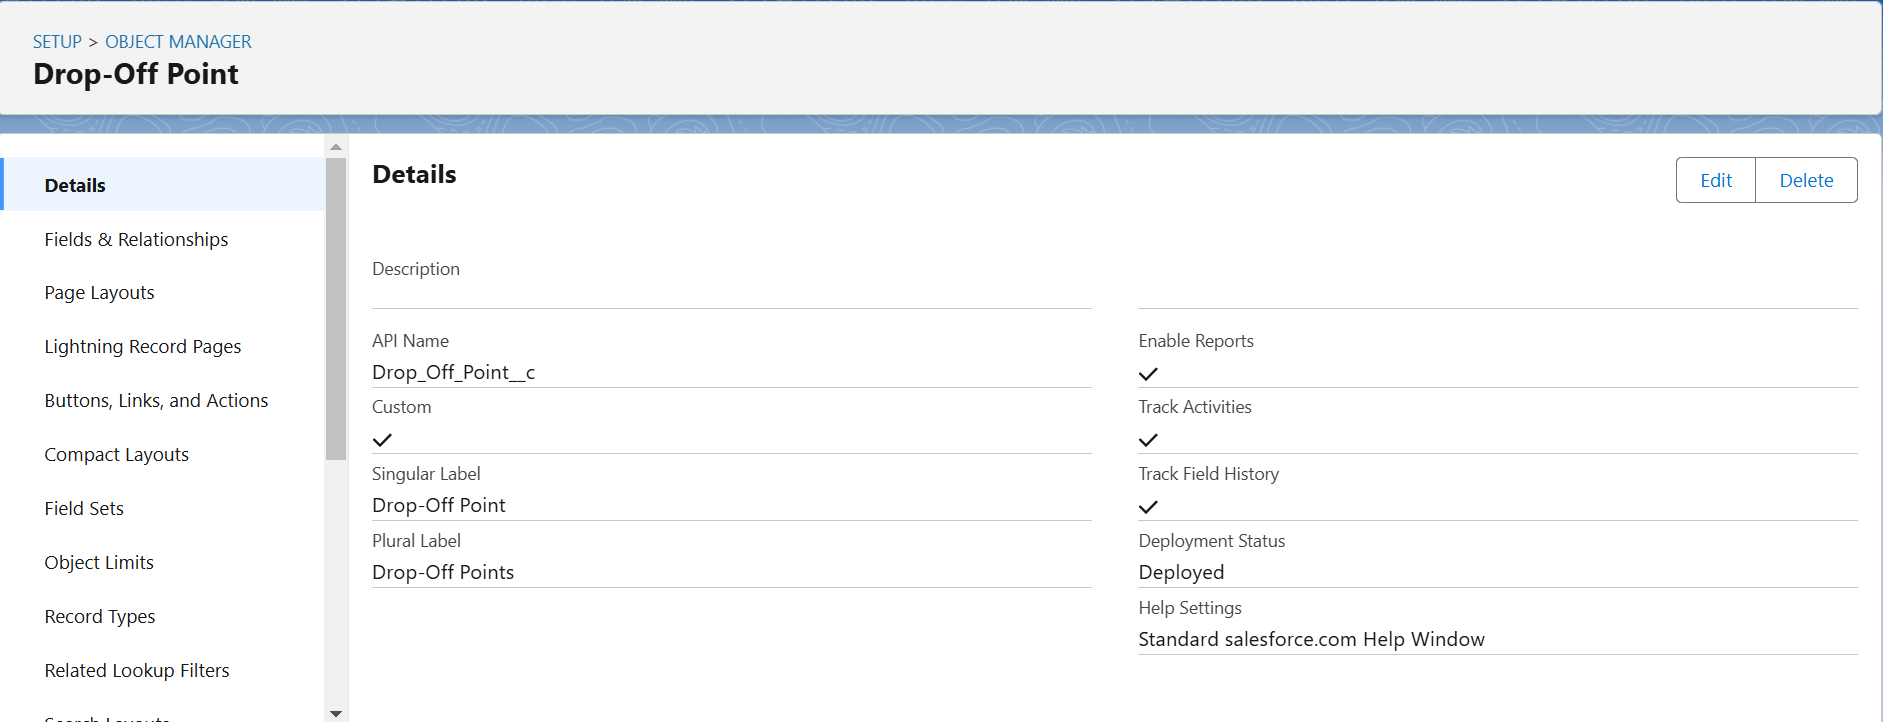 SETUP > OBJECT MANAGER
Drop-Off Point
Details
Fields & Relationships
Page Layouts
Lightning Record Pages
Buttons, Links, and Actions
Compact Layouts
Field Sets
Object Limits
Record Types
Related Lookup Filters
Search Layouts
Details
Edit
Delete
Description
API Name
Drop_Off_Point__c
Custom
Singular Label
Drop-Off Point
Plural Label
Drop-Off Points
Enable Reports
Track Activities
Track Field History
Deployment Status
Deployed
Help Settings
Standard salesforce.com Help Window